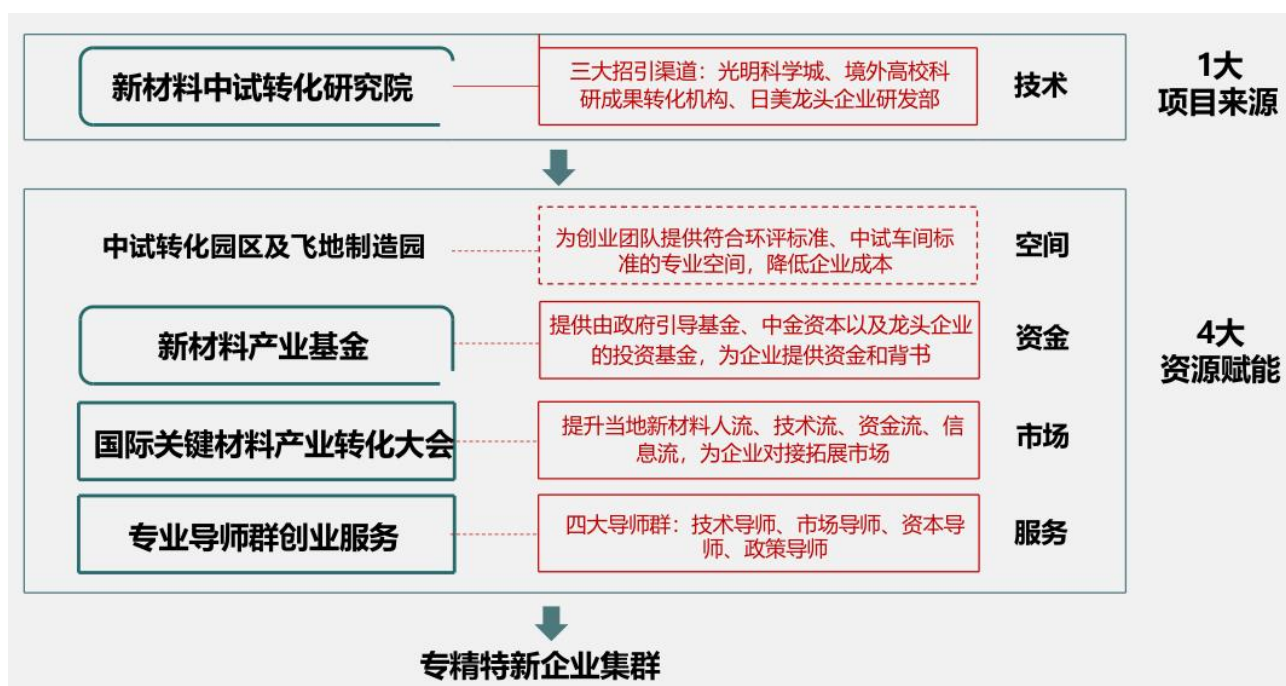 新材料中试转化研究院
三大招引渠道：光明科学城、境外高校科
研成果转化机构、日美龙头企业研发部
技术
1大
项目来源
中试转化园区及飞地制造园
为创业团队提供符合环评标准、中试车间标
准的专业空间，降低企业成本
空间
新材料产业基金
提供由政府引导基金、中金资本以及龙头企业
的投资基金，为企业提供资金和背书
资金
4大
资源赋能
国际关键材料产业转化大会
提升当地新材料人流、技术流、资金流、信
息流，为企业对接拓展市场
市场
专业导师群创业服务
四大导师群：技术导师、市场导师、资本导
师、政策导师
服务
专精特新企业集群